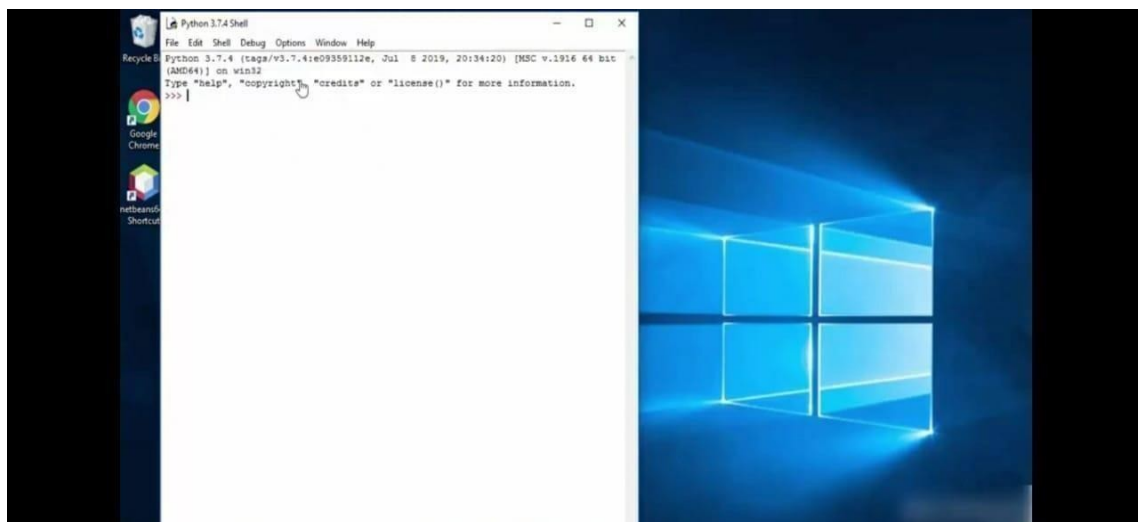 Python 3.7.4 Shell
File Edit Shell Debug Options Window Help
Python 3.7.4 (tags/v3.7.4:e09359112e, Jul 8 2019, 20:34:20) [MSC v.1916 64 bit
(AMD64)] on win32
Type "help", "copyright", "credits" or "license()" for more information.
>>>
Recycle B
Google
Chrome
netbeans6
Shortcut